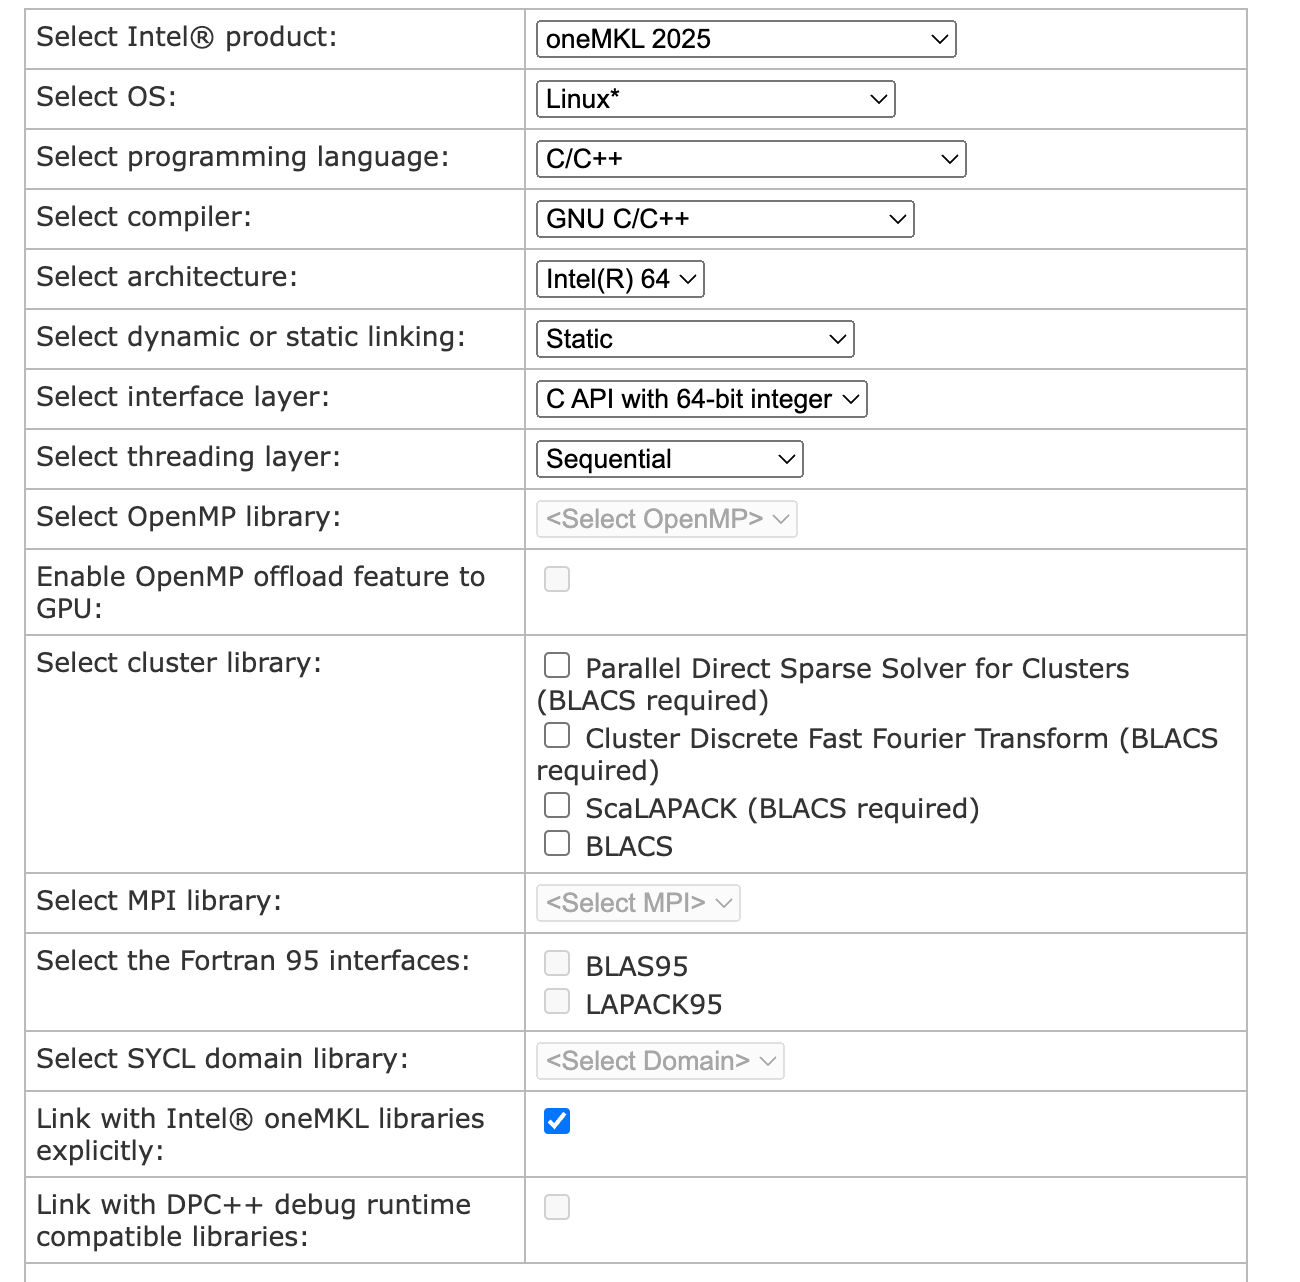 Select Intel® product:
oneMKL 2025
Select OS:
Linux*
Select programming language:
C/C++
Select compiler:
GNU C/C++
Select architecture:
Intel(R) 64
Select dynamic or static linking:
Static
Select interface layer:
C API with 64-bit integer
Select threading layer:
Sequential
Select OpenMP library:
<Select OpenMP>
Enable OpenMP offload feature to
GPU:
Select cluster library:
Parallel Direct Sparse Solver for Clusters
(BLACS required)
Cluster Discrete Fast Fourier Transform (BLACS
required)
ScaLAPACK (BLACS required)
BLACS
Select MPI library:
<Select MPI>
Select the Fortran 95 interfaces:
BLAS95
LAPACK95
Select SYCL domain library:
<Select Domain>
Link with Intel® oneMKL libraries
explicitly:
Link with DPC++ debug runtime
compatible libraries: